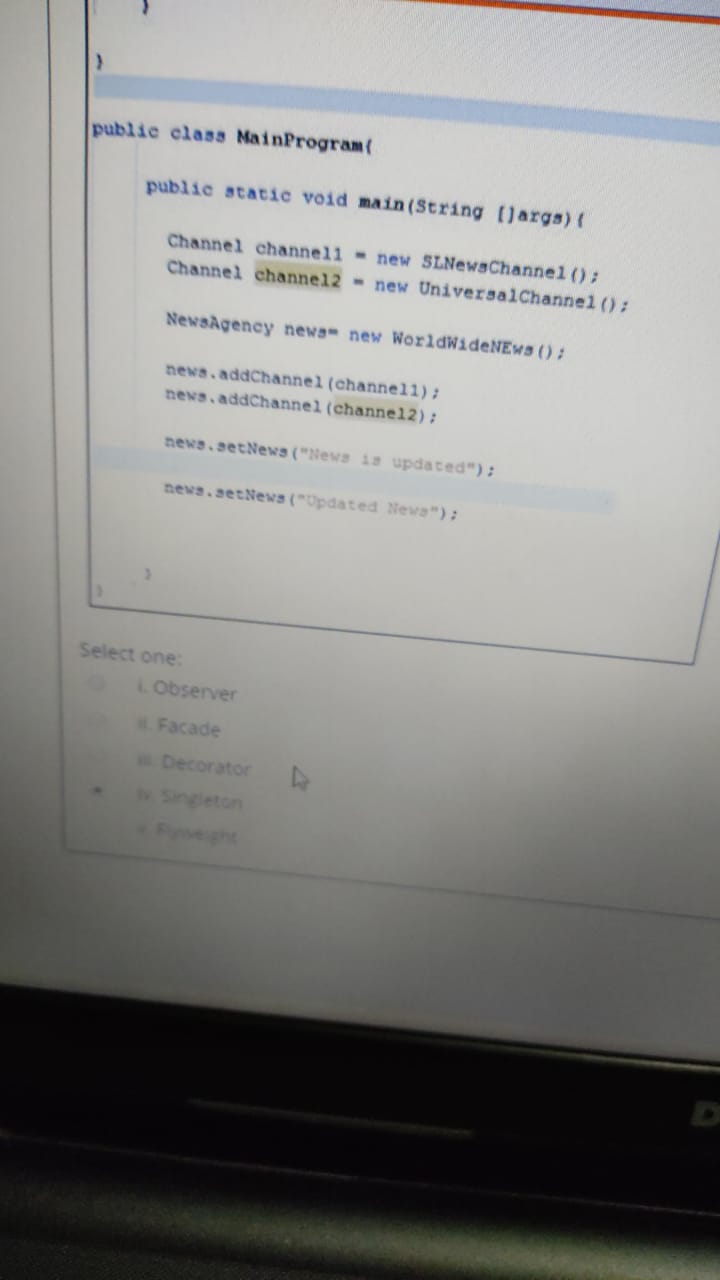 }
}
public class MainProgram{
public static void main(String []args){
Channel channel1 = new SLNewsChannel();
Channel channel2 = new UniversalChannel();
NewsAgency news= new WorldWideNEws();
news.addChannel(channel1);
news.addChannel(channel2);
news.setNews("News is updated");
news.setNews("Updated News");
}
}
Select one:
i. Observer
ii. Facade
iii. Decorator
iv. Singleton
v. Flyweight
D